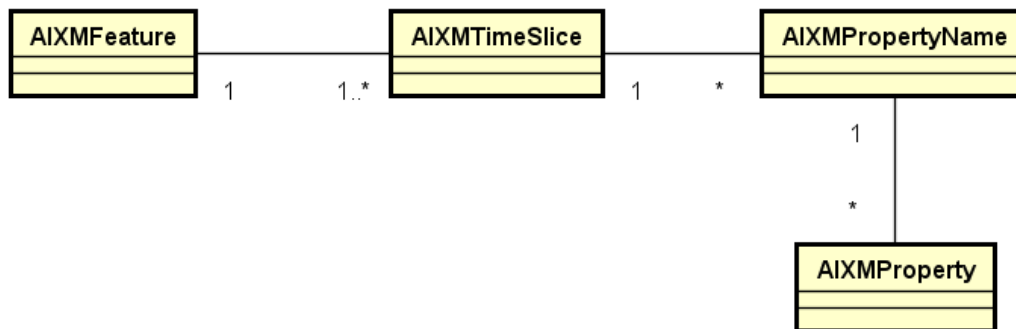 AIXMFeature AIXMTimeSlice AIXMPropertyName
1 1..* 1 *
1
*
AIXMProperty